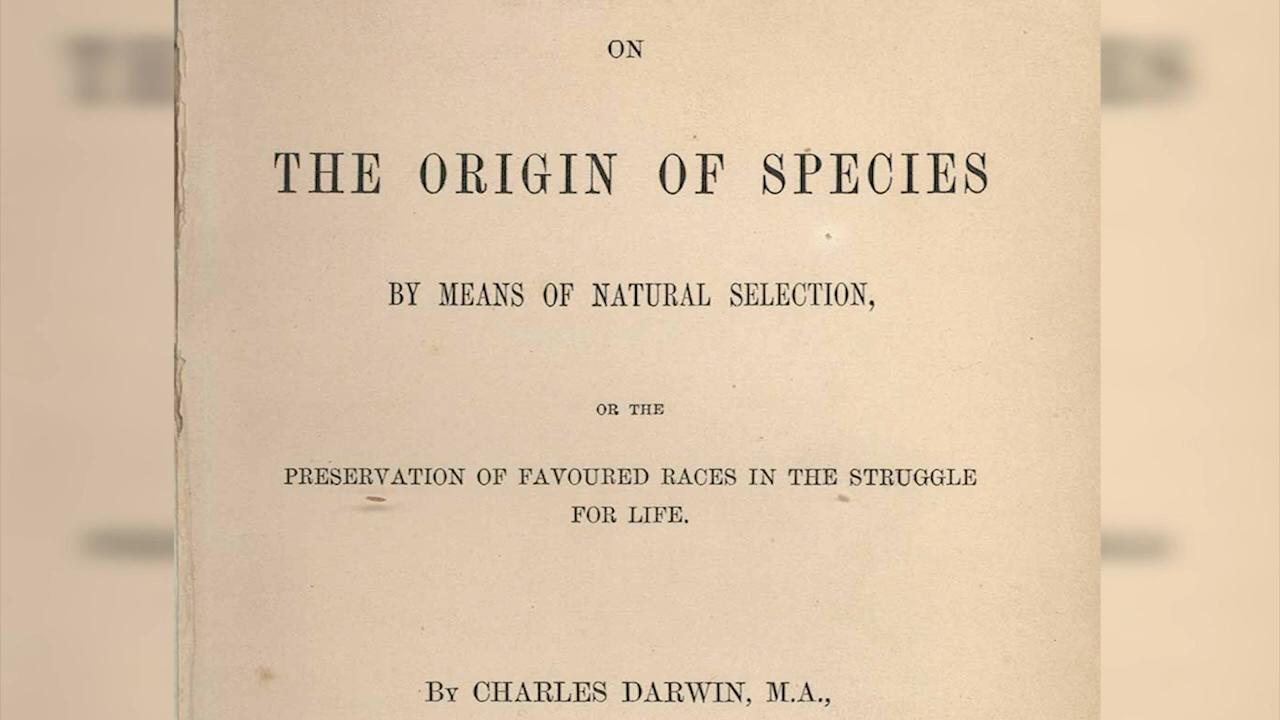 ON
THE ORIGIN OF SPECIES
BY MEANS OF NATURAL SELECTION,
OR THE
PRESERVATION OF FAVOURED RACES IN THE STRUGGLE
FOR LIFE.
BY CHARLES DARWIN, M.A.,